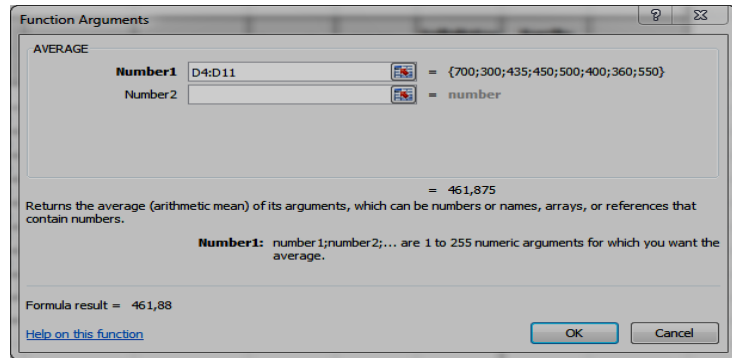 Function Arguments
AVERAGE
Number1 D4:D11 = {700;300;435;450;500;400;360;550}
Number2 = number
= 461,875
Returns the average (arithmetic mean) of its arguments, which can be numbers or names, arrays, or references that
contain numbers.
Number1: number1;number2;... are 1 to 255 numeric arguments for which you want the
average.
Formula result = 461,88
Help on this function
OK Cancel